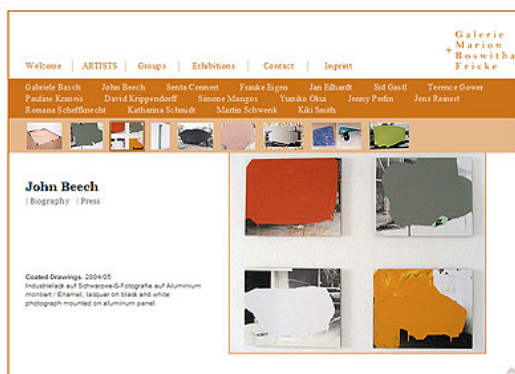 Galerie
+ Marion
Roswitha
Fricke
Welcome | ARTISTS | Groups | Exhibitions | Contact | Imprint
Gabriele Basch John Beech Senta Connert Frauke Eigen Jan Eilhardt Sid Gastl Terence Gower
Pauline Kraneis David Krippendorff Simone Mangos Yumiko Okui Jenny Perlin Jens Reinert
Romana Scheffknecht Katharina Schmidt Martin Schwenk Kiki Smith
John Beech
| Biography | Press
Coated Drawings, 2004/05
Industrielack auf Schwarzweiß-Fotografie auf Aluminium
montiert / Enamel, lacquer on black and white
photograph mounted on aluminum panel